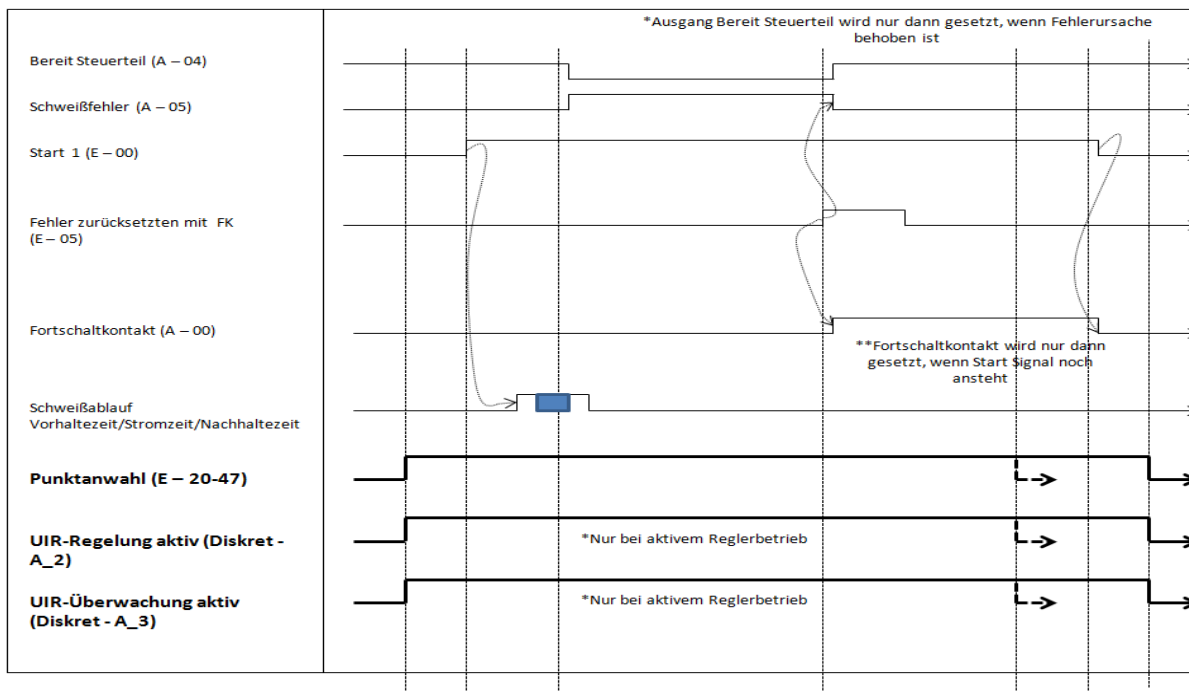 *Ausgang Bereit Steuerteil wird nur dann gesetzt, wenn Fehlerursache
behoben ist
Bereit Steuerteil (A – 04)
Schweißfehler (A – 05)
Start 1 (E – 00)
Fehler zurücksetzten mit FK
(E – 05)
Fortschaltkontakt (A – 00)
**Fortschaltkontakt wird nur dann
gesetzt, wenn Start Signal noch
ansteht
Schweißablauf
Vorhaltezeit/Stromzeit/Nachhaltezeit
Punktanwahl (E – 20-47)
UIR-Regelung aktiv (Diskret -
A_2)
*Nur bei aktivem Reglerbetrieb
UIR-Überwachung aktiv
(Diskret - A_3)
*Nur bei aktivem Reglerbetrieb